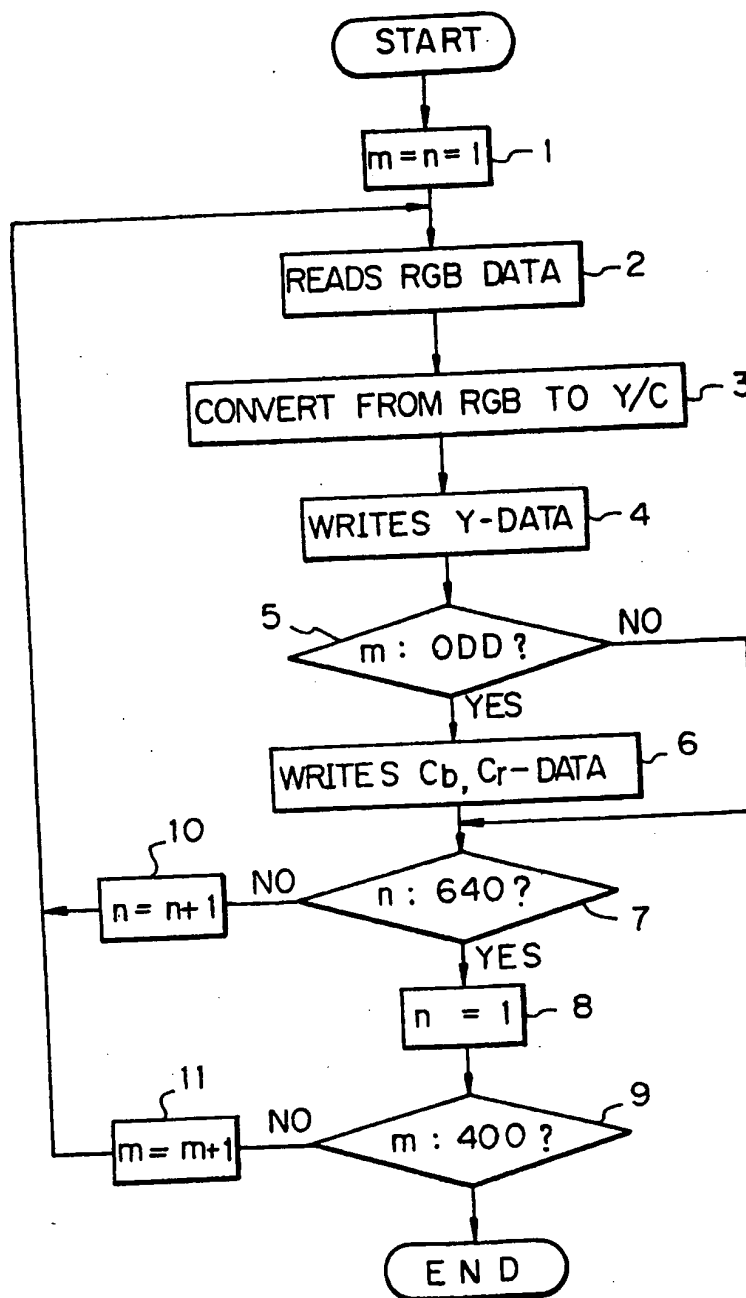 START
m = n = 1
1
READS RGB DATA
2
CONVERT FROM RGB TO Y/C
3
WRITES Y-DATA
4
5
m : ODD ?
NO
YES
WRITES Cb, Cr-DATA
6
10
n = n+1
NO
n : 640 ?
7
YES
n = 1
8
11
m = m+1
NO
m : 400 ?
9
END